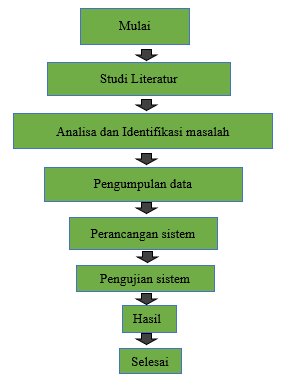 Mulai
Studi Literatur
Analisa dan Identifikasi masalah
Pengumpulan data
Perancangan sistem
Pengujian sistem
Hasil
Selesai